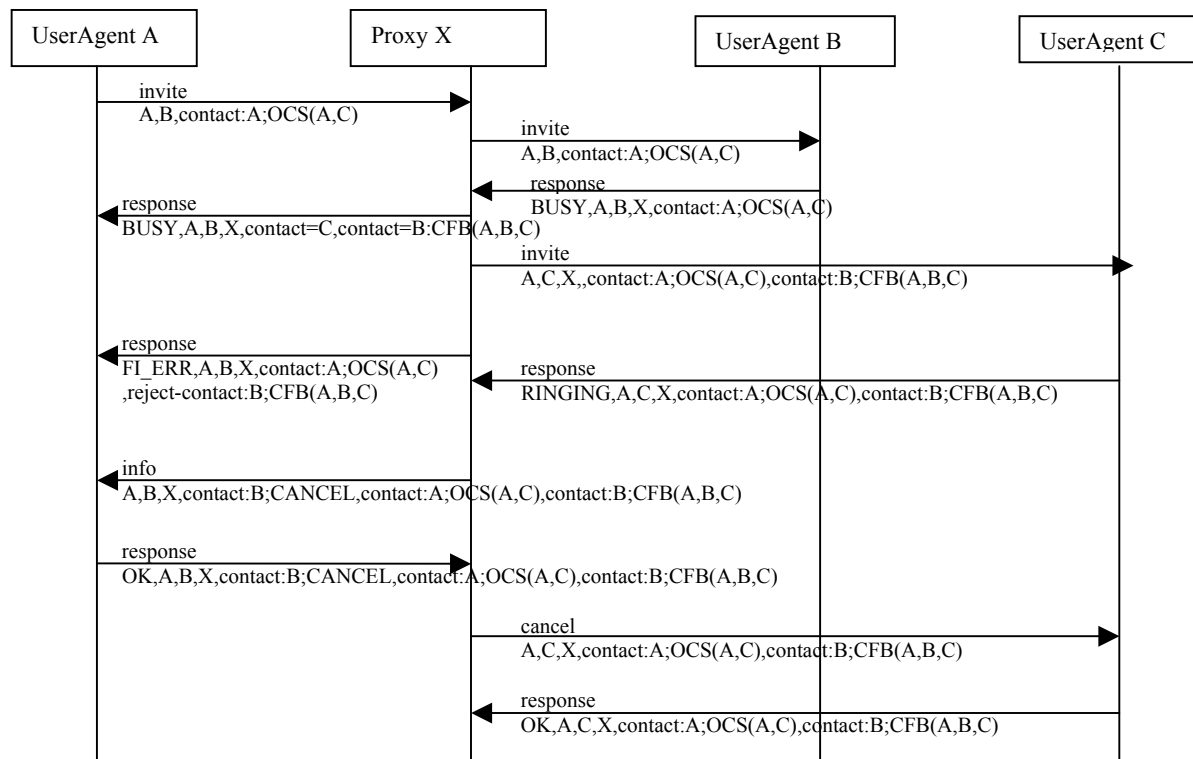 UserAgent A
Proxy X
UserAgent B
UserAgent C
invite
A,B,contact:A;OCS(A,C)
invite
A,B,contact:A;OCS(A,C)
response
BUSY,A,B,X,contact:A;OCS(A,C)
response
BUSY,A,B,X,contact=C,contact=B:CFB(A,B,C)
invite
A,C,X,,contact:A;OCS(A,C),contact:B;CFB(A,B,C)
response
FI_ERR,A,B,X,contact:A;OCS(A,C)
,reject-contact:B;CFB(A,B,C)
response
RINGING,A,C,X,contact:A;OCS(A,C),contact:B;CFB(A,B,C)
info
A,B,X,contact:B;CANCEL,contact:A;OCS(A,C),contact:B;CFB(A,B,C)
response
OK,A,B,X,contact:B;CANCEL,contact:A;OCS(A,C),contact:B;CFB(A,B,C)
cancel
A,C,X,contact:A;OCS(A,C),contact:B;CFB(A,B,C)
response
OK,A,C,X,contact:A;OCS(A,C),contact:B;CFB(A,B,C)